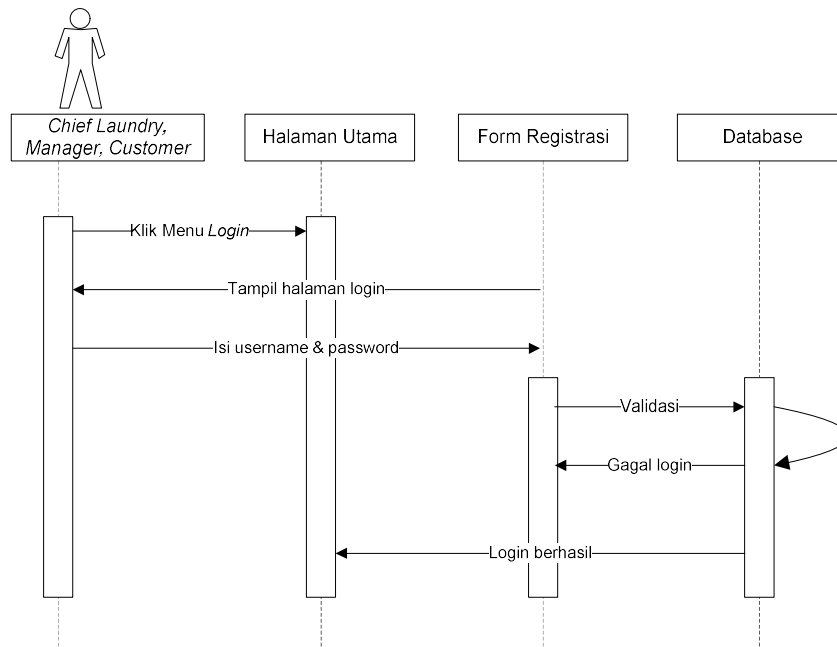 Chief Laundry,
Manager, Customer
Halaman Utama
Form Registrasi
Database
Klik Menu Login
Tampil halaman login
Isi username & password
Validasi
Gagal login
Login berhasil